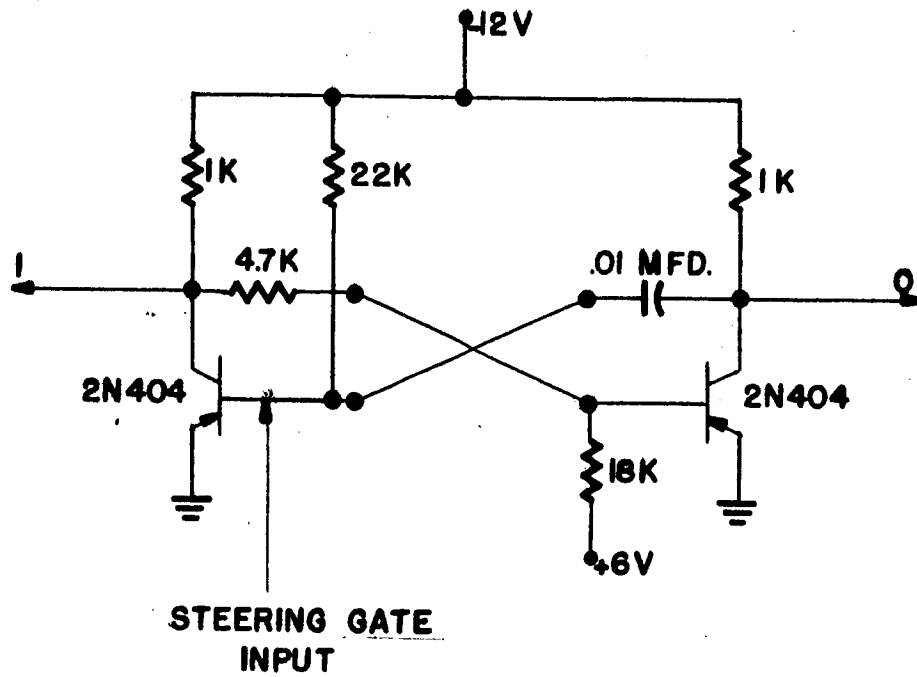 -12V
1K
22K
1K
4.7K
.01 MFD.
1
0
2N404
2N404
18K
+6V
STEERING GATE
INPUT